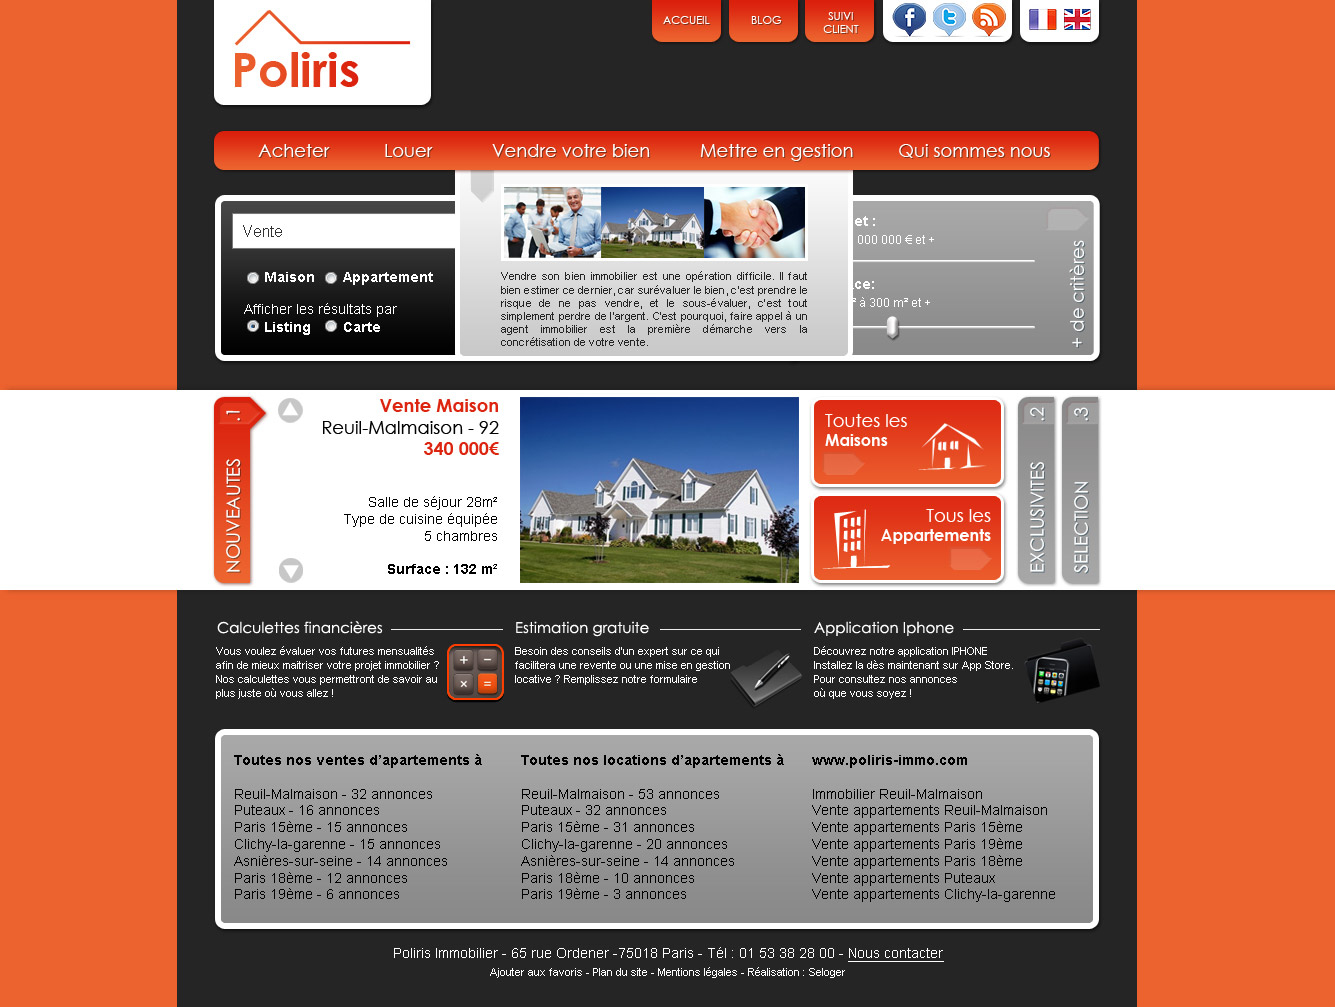 ACCUEIL
BLOG
SUIVI
CLIENT
Poliris
Acheter
Louer
Vendre votre bien
Mettre en gestion
Qui sommes nous
Vente
Maison
Appartement
Afficher les résultats par
Listing
Carte
Vendre son bien immobilier est une opération difficile. Il faut
bien estimer ce dernier, car surévaluer le bien, c'est prendre le
risque de ne pas vendre, et le sous-évaluer, c'est tout
simplement perdre de l'argent. C'est pourquoi, faire appel à un
agent immobilier est la première démarche vers la
concrétisation de votre vente.
et :
000 000 € et +
ce:
² à 300 m² et +
+ de critères
NOUVEAUTES .1
Vente Maison
Reuil-Malmaison - 92
340 000€
Salle de séjour 28m²
Type de cuisine équipée
5 chambres
Surface : 132 m²
Toutes les
Maisons
Tous les
Appartements
EXCLUSIVITES .2
SELECTION .3
Calculettes financières
Vous voulez évaluer vos futures mensualités
afin de mieux maitriser votre projet immobilier ?
Nos calculettes vous permettront de savoir au
plus juste où vous allez !
Estimation gratuite
Besoin des conseils d'un expert sur ce qui
facilitera une revente ou une mise en gestion
locative ? Remplissez notre formulaire
Application Iphone
Découvrez notre application IPHONE
Installez la dès maintenant sur App Store.
Pour consultez nos annonces
où que vous soyez !
Toutes nos ventes d'apartements à
Reuil-Malmaison - 32 annonces
Puteaux - 16 annonces
Paris 15ème - 15 annonces
Clichy-la-garenne - 15 annonces
Asnières-sur-seine - 14 annonces
Paris 18ème - 12 annonces
Paris 19ème - 6 annonces
Toutes nos locations d'apartements à
Reuil-Malmaison - 53 annonces
Puteaux - 32 annonces
Paris 15ème - 31 annonces
Clichy-la-garenne - 20 annonces
Asnières-sur-seine - 14 annonces
Paris 18ème - 10 annonces
Paris 19ème - 3 annonces
www.poliris-immo.com
Immobilier Reuil-Malmaison
Vente appartements Reuil-Malmaison
Vente appartements Paris 15ème
Vente appartements Paris 19ème
Vente appartements Paris 18ème
Vente appartements Puteaux
Vente appartements Clichy-la-garenne
Poliris Immobilier - 65 rue Ordener -75018 Paris - Tél : 01 53 38 28 00 - Nous contacter
Ajouter aux favoris - Plan du site - Mentions légales - Réalisation : Seloger